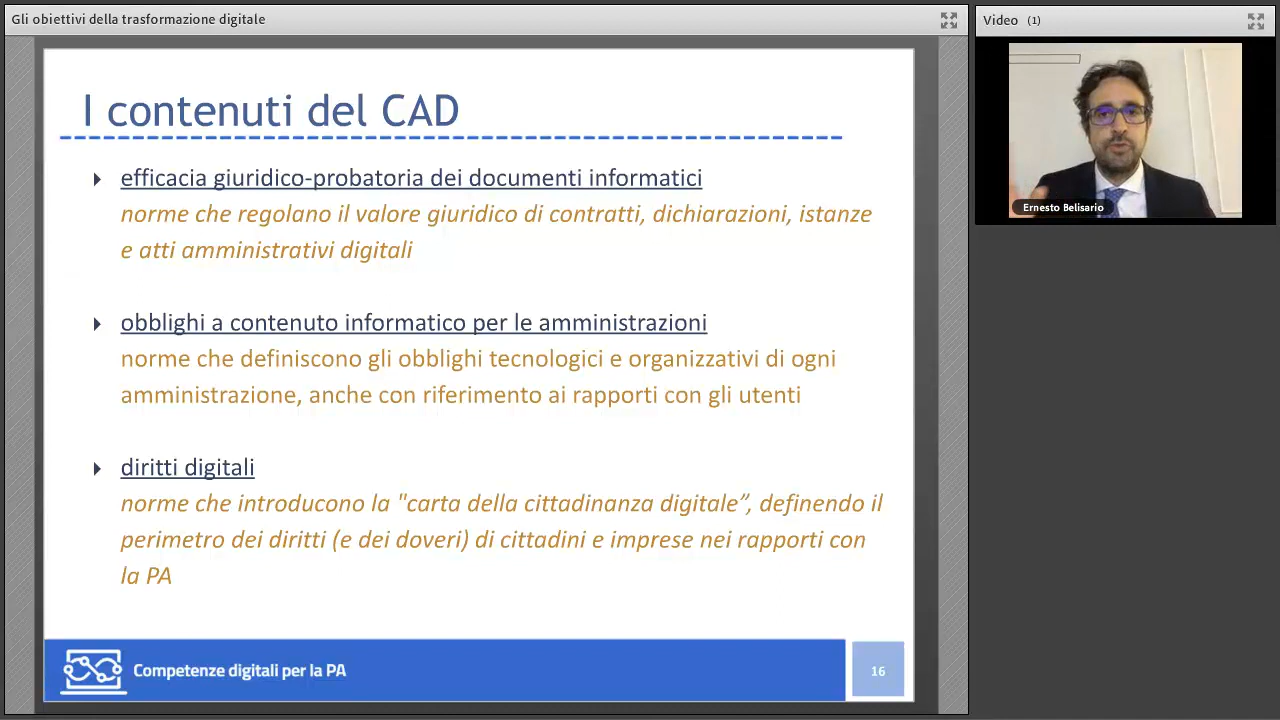 Gli obiettivi della trasformazione digitale
Video (1)
I contenuti del CAD
efficacia giuridico-probatoria dei documenti informatici
norme che regolano il valore giuridico di contratti, dichiarazioni, istanze
e atti amministrativi digitali
obblighi a contenuto informatico per le amministrazioni
norme che definiscono gli obblighi tecnologici e organizzativi di ogni
amministrazione, anche con riferimento ai rapporti con gli utenti
diritti digitali
norme che introducono la "carta della cittadinanza digitale”, definendo il
perimetro dei diritti (e dei doveri) di cittadini e imprese nei rapporti con
la PA
Competenze digitali per la PA
16
Ernesto Belisario